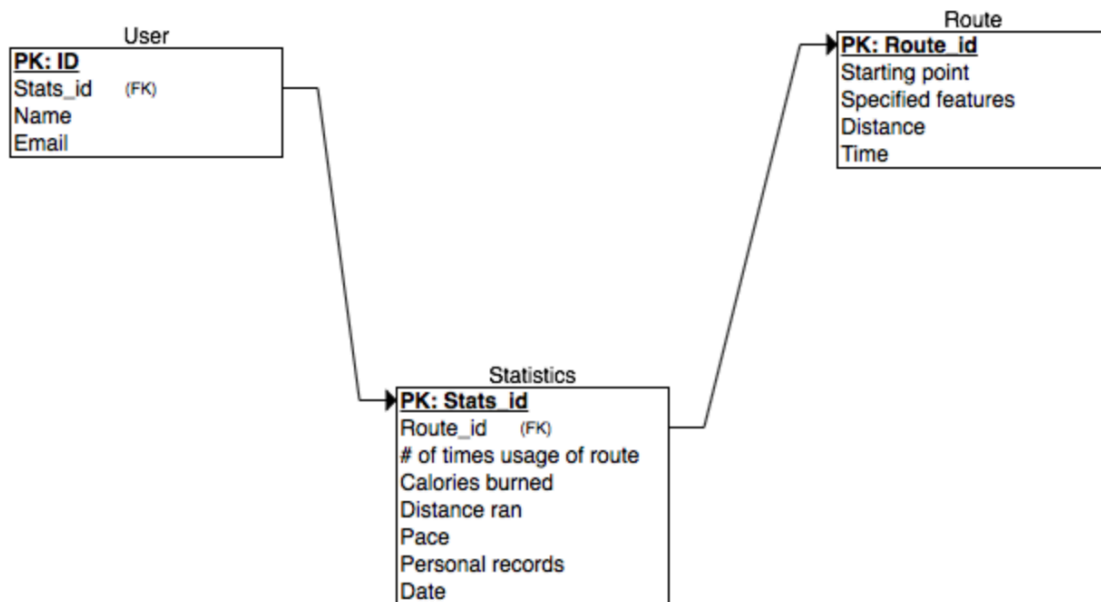 User
PK: ID
Stats_id (FK)
Name
Email
Route
PK: Route_id
Starting point
Specified features
Distance
Time
Statistics
PK: Stats_id
Route_id (FK)
# of times usage of route
Calories burned
Distance ran
Pace
Personal records
Date